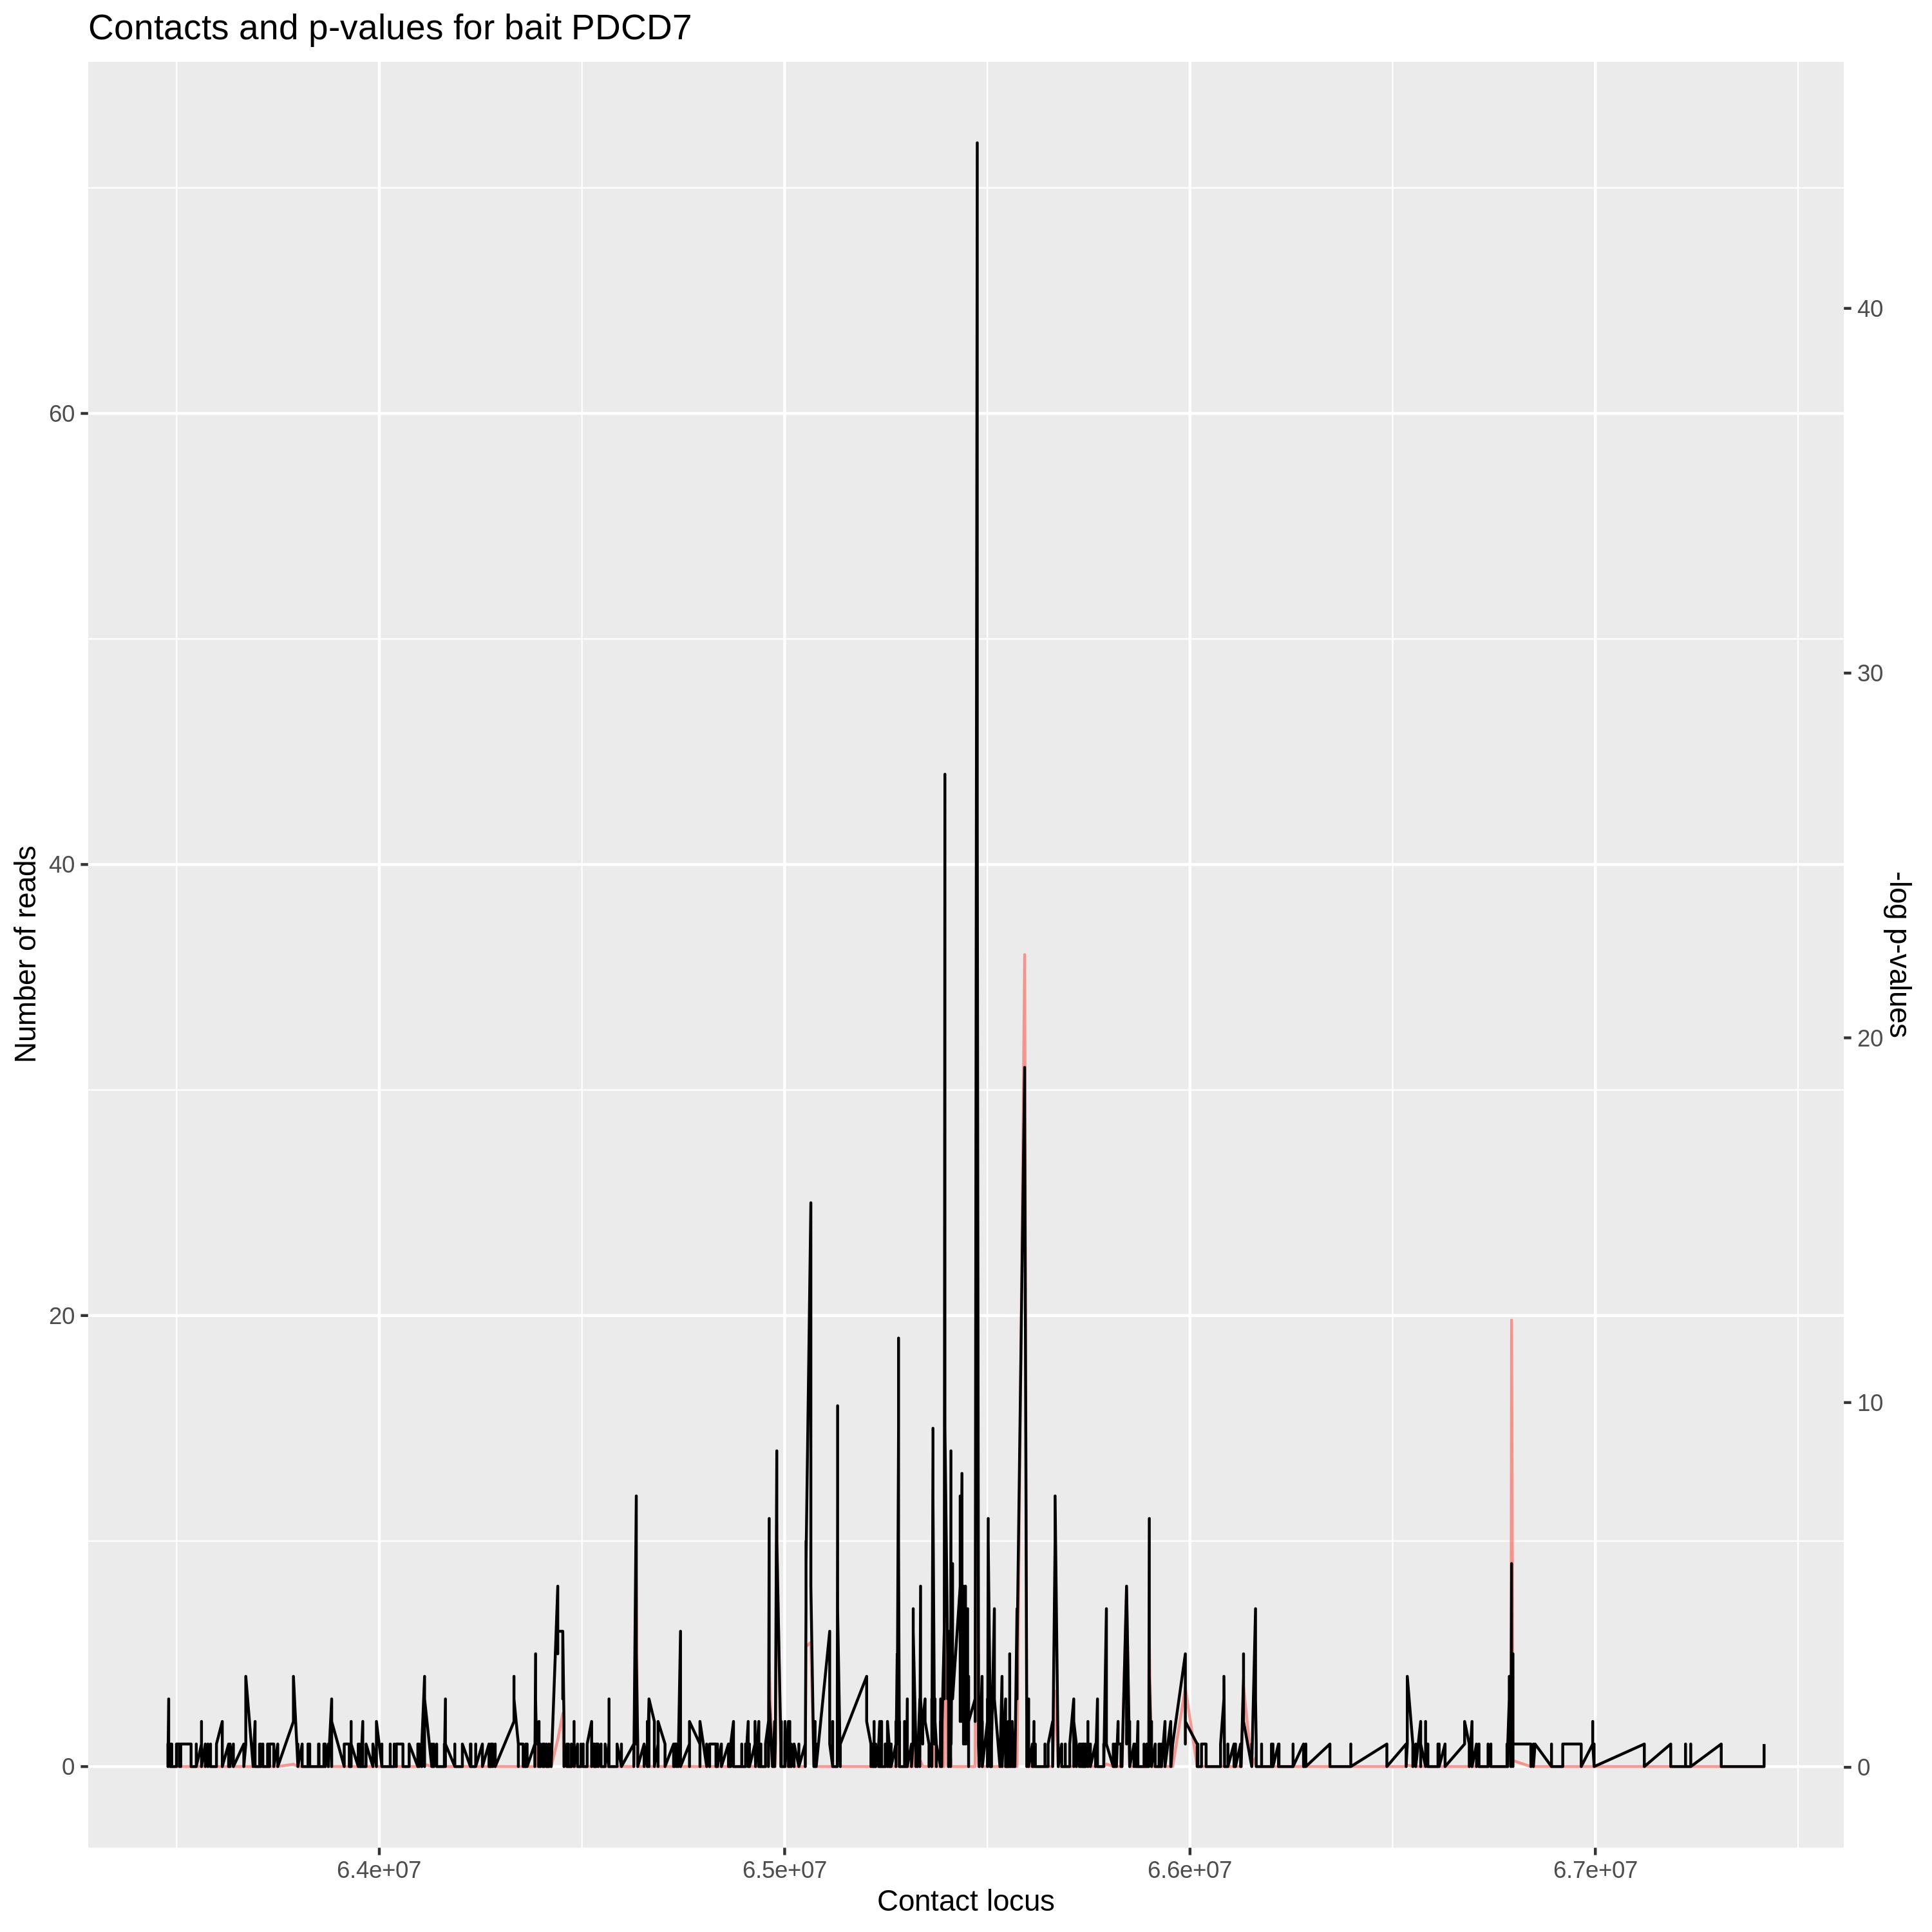 Contacts and p-values for bait PDCD7
Number of reads
60
40
20
0
40
30
20
10
0
-log p-values
6.4e+07
6.5e+07
6.6e+07
6.7e+07
Contact locus